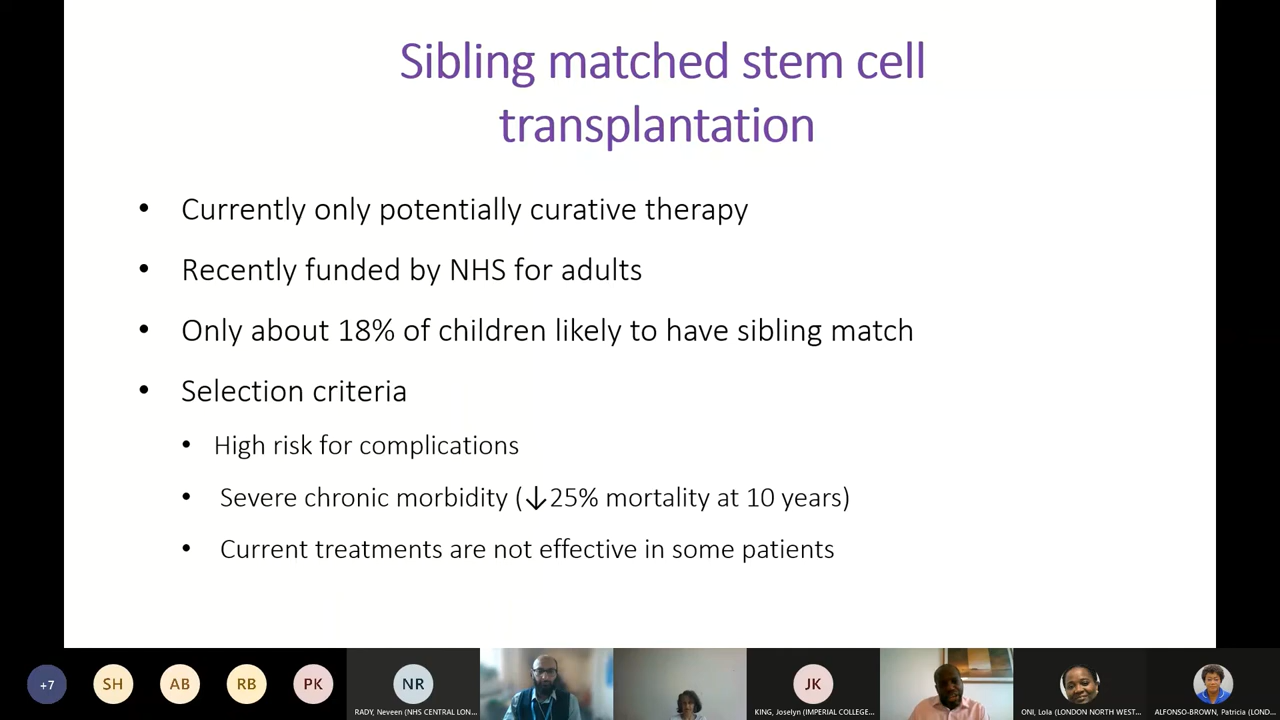 Sibling matched stem cell
transplantation
• Currently only potentially curative therapy
• Recently funded by NHS for adults
• Only about 18% of children likely to have sibling match
• Selection criteria
• High risk for complications
• Severe chronic morbidity (↓25% mortality at 10 years)
• Current treatments are not effective in some patients
+7
SH
AB
RB
PK
NR
JK
RADY, Neveen (NHS CENTRAL LON...
KING, Joselyn (IMPERIAL COLLEGE...
ONI, Lola (LONDON NORTH WEST...
ALFONSO-BROWN, Patricia (LOND...